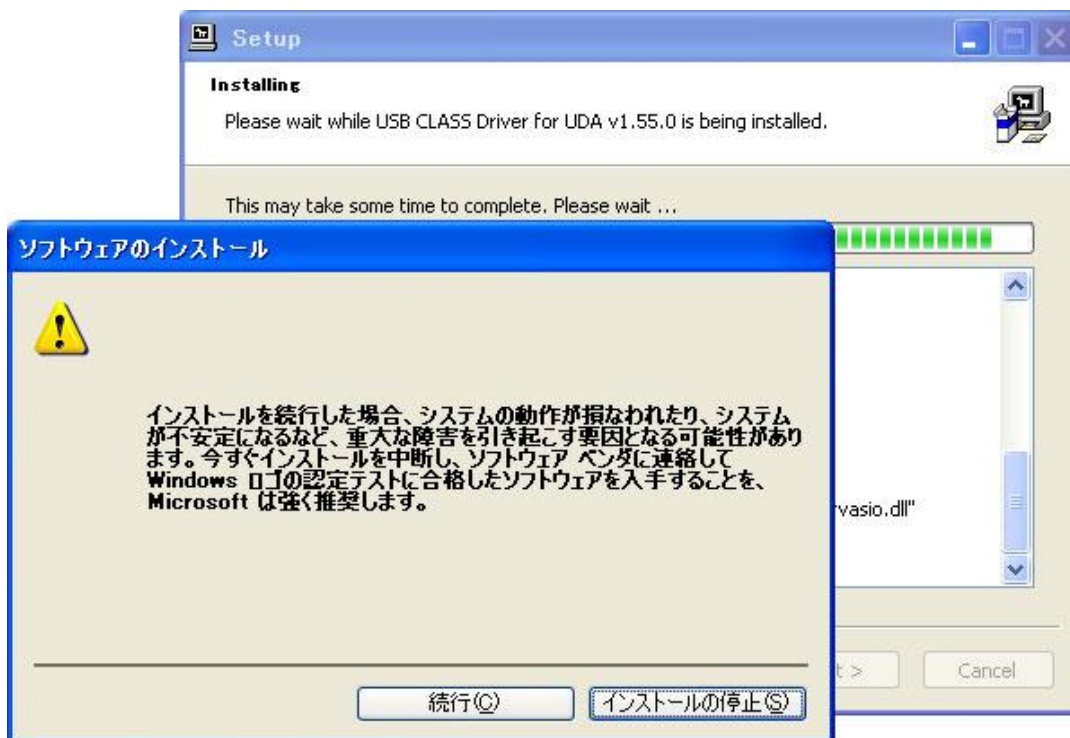 Setup
Installing
Please wait while USB CLASS Driver for UDA v1.55.0 is being installed.
This may take some time to complete. Please wait ...
ソフトウェアのインストール
インストールを続行した場合、システムの動作が損なわれたり、システム
が不安定になるなど、重大な障害を引き起こす要因となる可能性があり
ます。今すぐインストールを中断し、ソフトウェア ベンダに連絡して
Windows ロゴの認定テストに合格したソフトウェアを入手することを、
Microsoft は強く推奨します。
vasio.dll"
続行(C)
インストールの停止(S)
t >
Cancel